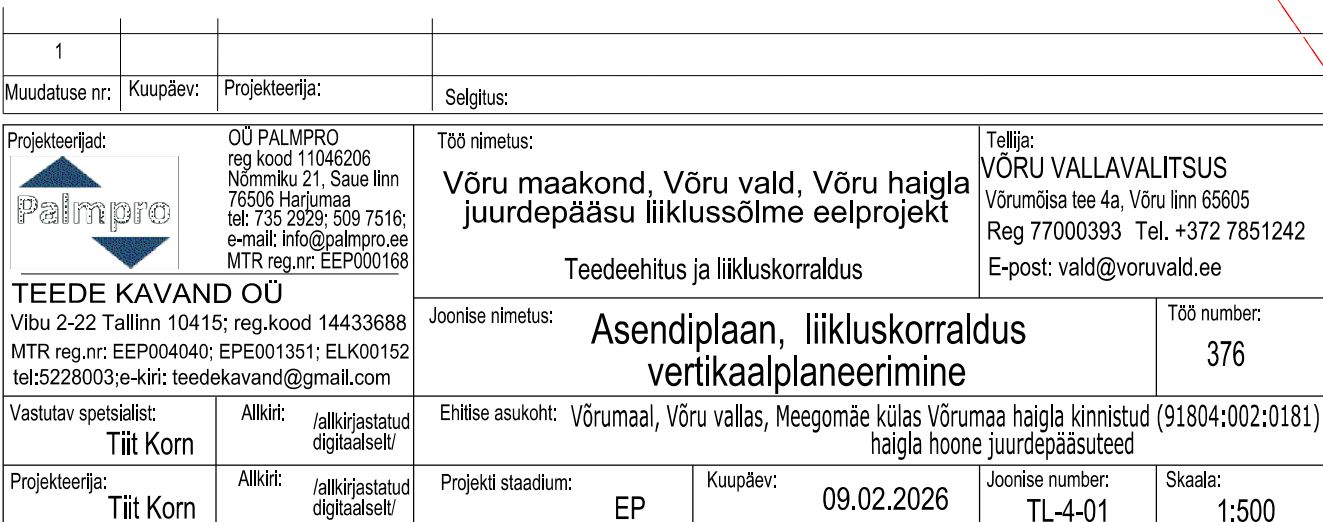 1
Muudatuse nr: Kuupäev: Projekteerija: Selgitus:
Projekteerijad:
Palmpro
OÜ PALMPRO
reg kood 11046206
Nõmmiku 21, Saue linn
76506 Harjumaa
tel: 735 2929; 509 7516;
e-mail: info@palmpro.ee
MTR reg.nr: EEP000168
TEEDE KAVAND OÜ
Vibu 2-22 Tallinn 10415; reg.kood 14433688
MTR reg.nr: EEP004040; EPE001351; ELK00152
tel:5228003;e-kiri: teedekavand@gmail.com
Töö nimetus:
Võru maakond, Võru vald, Võru haigla
juurdepääsu liiklussõlme eelprojekt
Teedeehitus ja liikluskorraldus
Tellija:
VÕRU VALLAVALITSUS
Võrumõisa tee 4a, Võru linn 65605
Reg 77000393 Tel. +372 7851242
E-post: vald@voruvald.ee
Joonise nimetus:
Asendiplaan, liikluskorraldus
vertikaalplaneerimine
Töö number:
376
Vastutav spetsialist:
Tiit Korn
Allkiri:
/allkirjastatud
digitaalselt/
Ehitise asukoht: Võrumaal, Võru vallas, Meegomäe külas Võrumaa haigla kinnistud (91804:002:0181)
haigla hoone juurdepääsuteed
Projekteerija:
Tiit Korn
Allkiri:
/allkirjastatud
digitaalselt/
Projekti staadium:
EP
Kuupäev:
09.02.2026
Joonise number:
TL-4-01
Skaala:
1:500